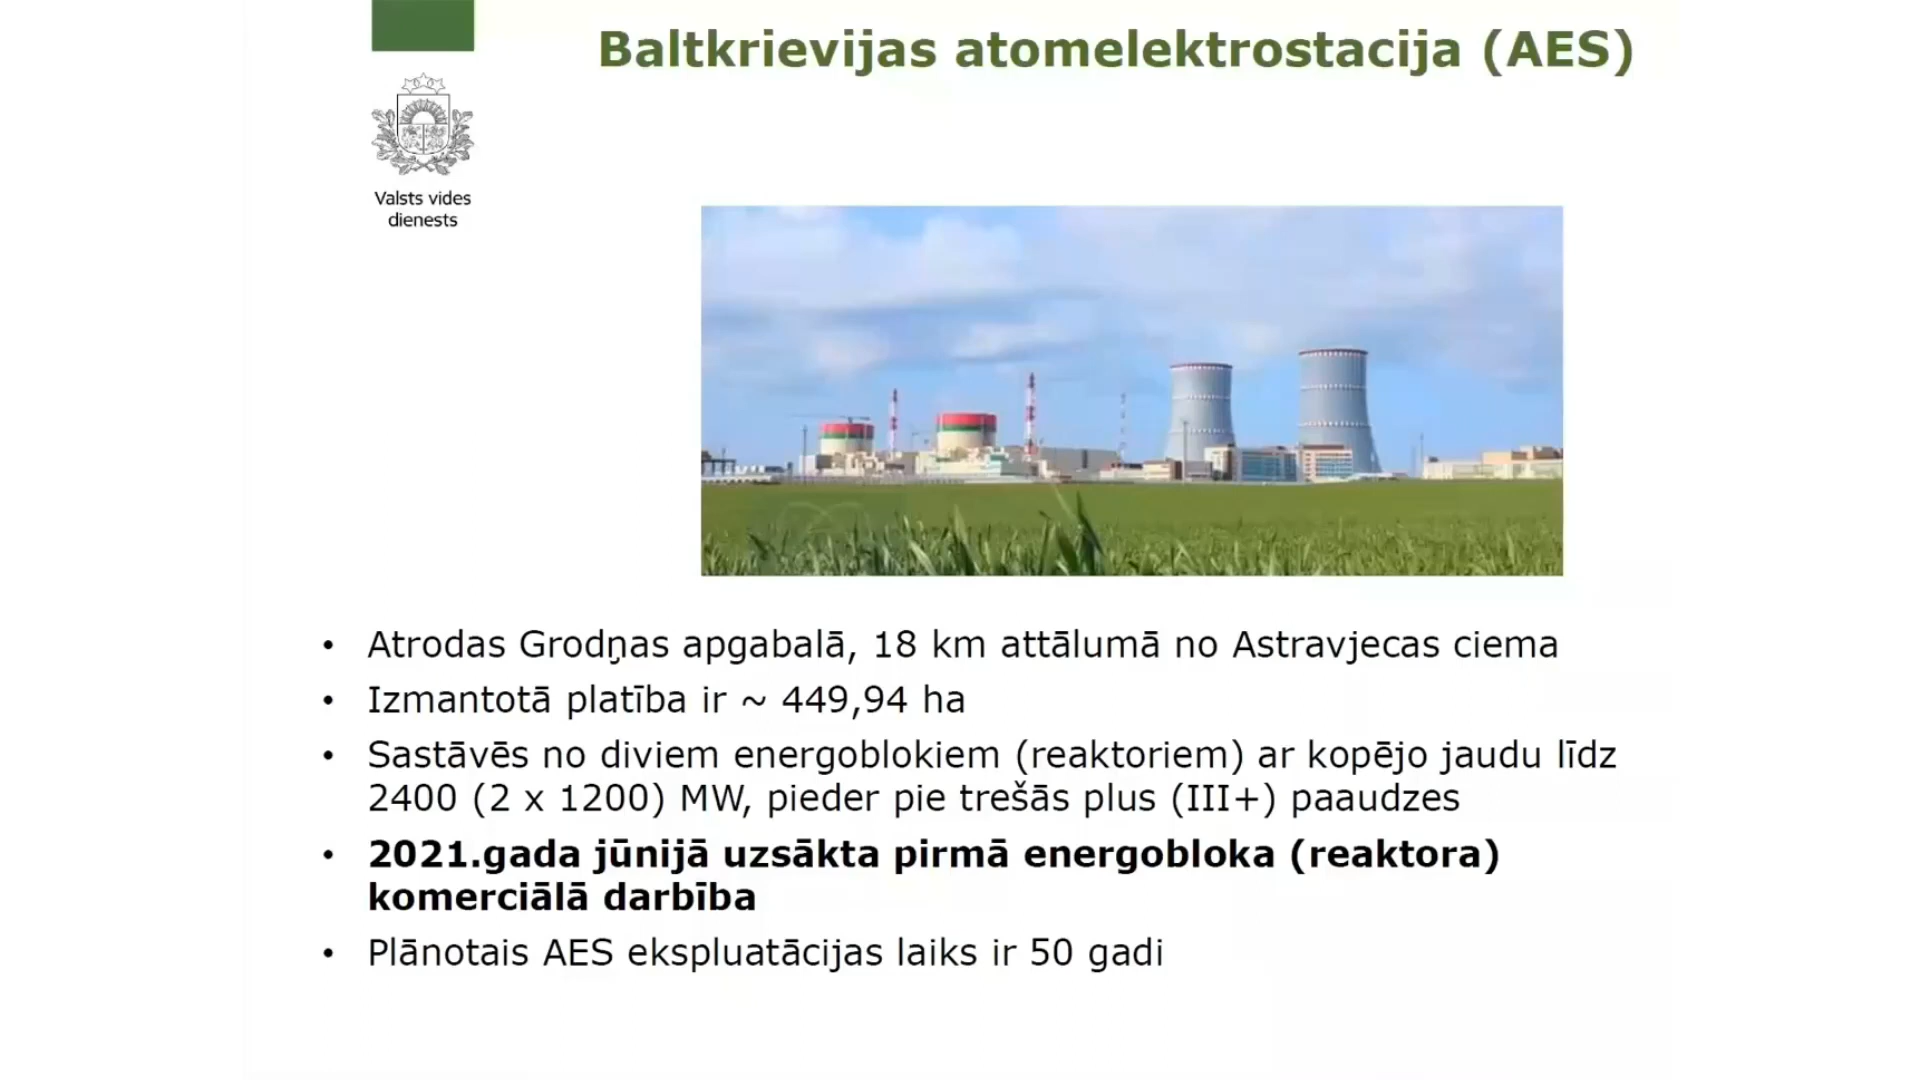 Baltkrievijas atomelektrostacija (AES)
Valsts vides
dienests
• Atrodas Grodņas apgabalā, 18 km attālumā no Astravjecas ciema
• Izmantotā platība ir ~ 449,94 ha
• Sastāvēs no diviem energoblokiem (reaktoriem) ar kopējo jaudu līdz
2400 (2 x 1200) MW, pieder pie trešās plus (III+) paaudzes
• 2021.gada jūnijā uzsākta pirmā energobloka (reaktora)
komerciālā darbība
• Plānotais AES ekspluatācijas laiks ir 50 gadi